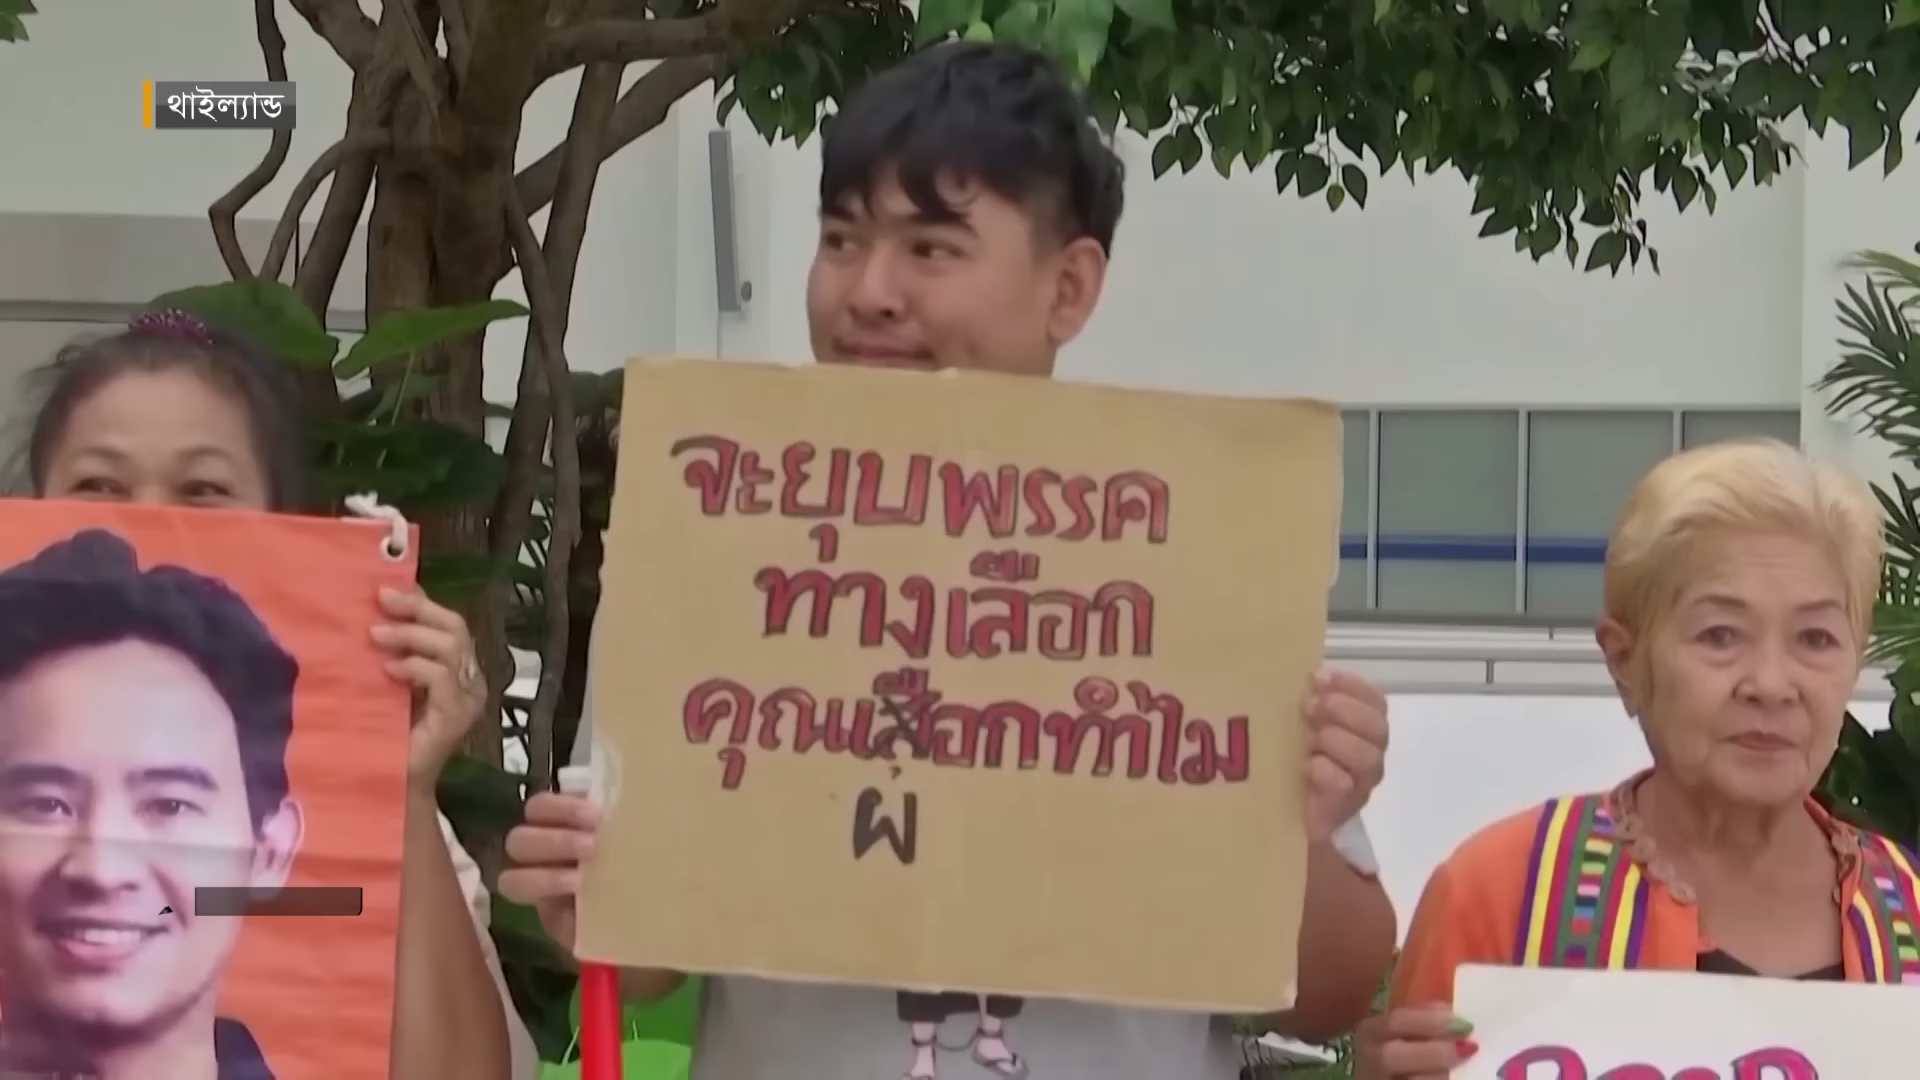 থাইল্যান্ড
จะยุบพรรค
ทางเลือก
คุณเสือกทำไม
ผ่